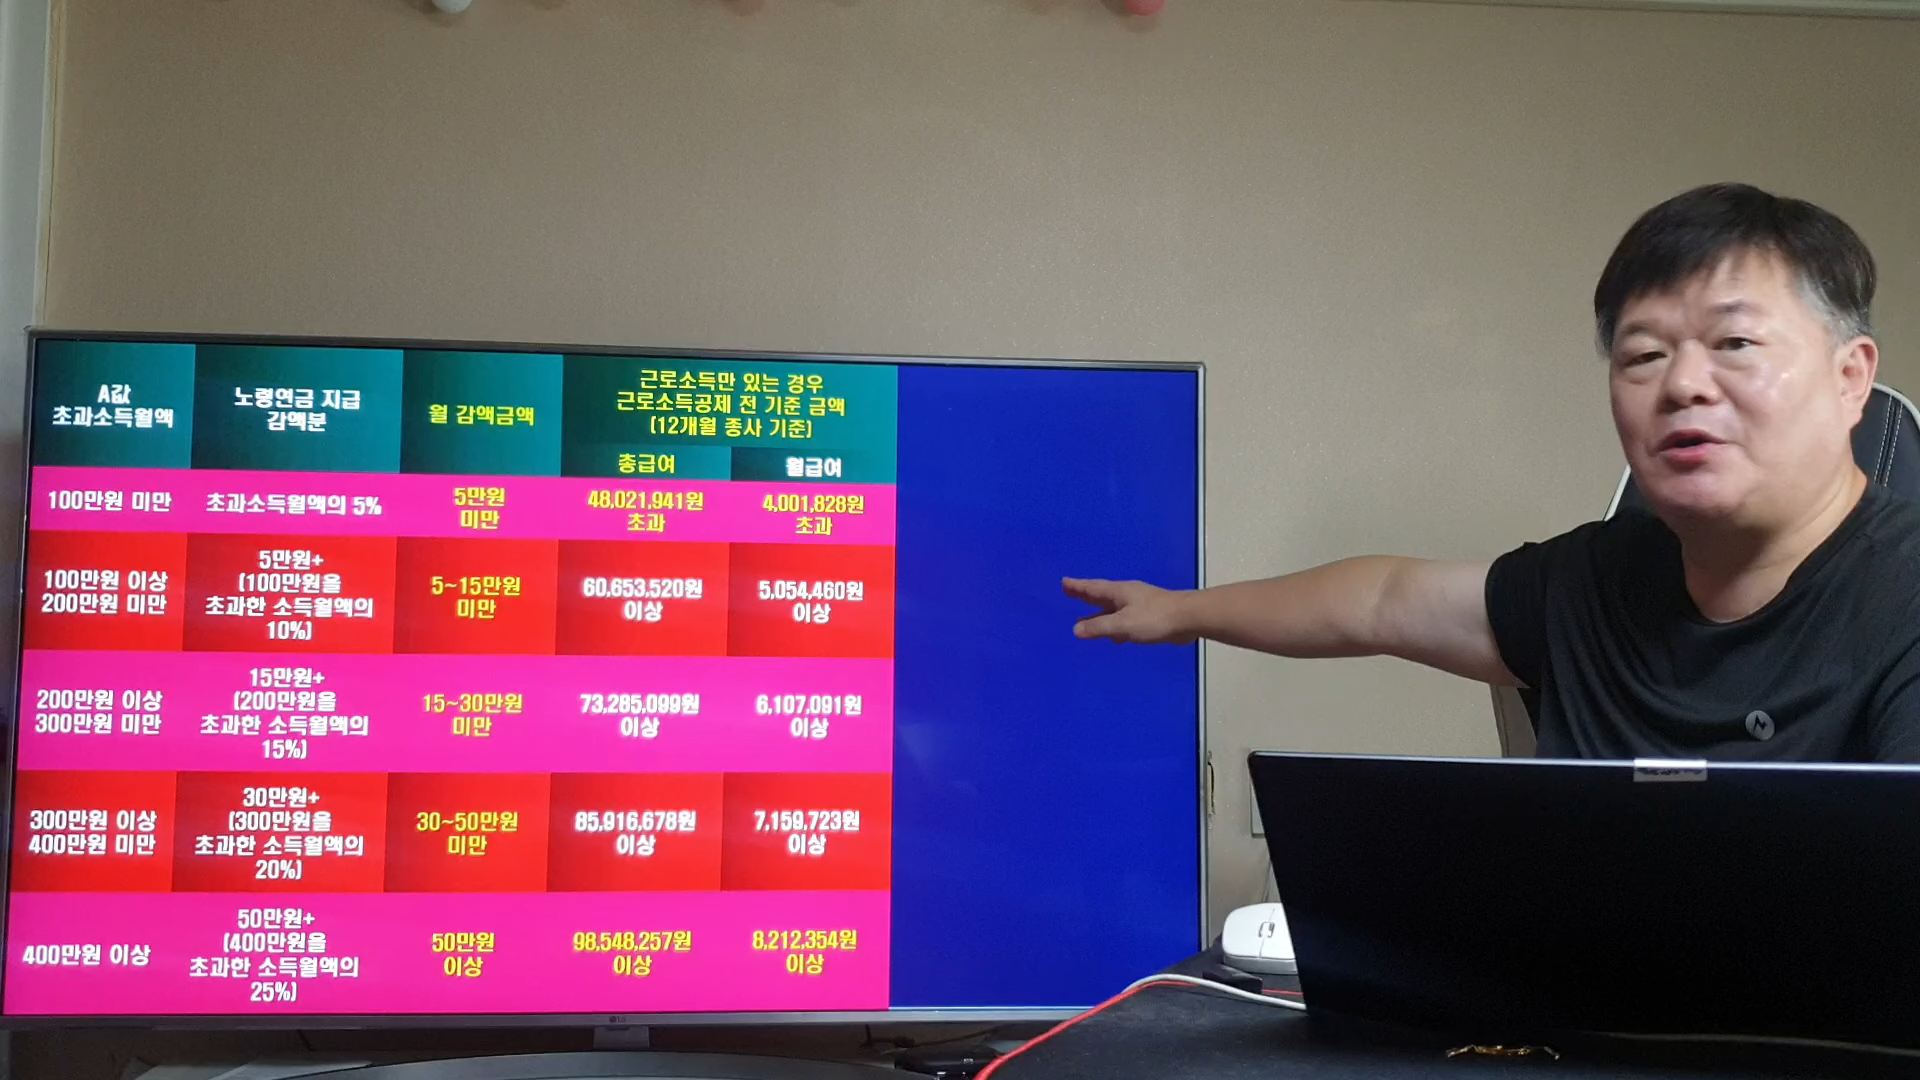 A값
초과소득월액
노령연금 지급
감액분
월 감액금액
근로소득만 있는 경우
근로소득공제 전 기준 금액
(12개월 종사 기준)
총급여
월급여
100만원 미만
초과소득월액의 5%
5만원
미만
48,021,941원
초과
4,001,828원
초과
100만원 이상
200만원 미만
5만원+
(100만원을
초과한 소득월액의
10%)
5~15만원
미만
60,653,520원
이상
5,054,460원
이상
200만원 이상
300만원 미만
15만원+
(200만원을
초과한 소득월액의
15%)
15~30만원
미만
73,285,099원
이상
6,107,091원
이상
300만원 이상
400만원 미만
30만원+
(300만원을
초과한 소득월액의
20%)
30~50만원
미만
85,916,678원
이상
7,159,723원
이상
400만원 이상
50만원+
(400만원을
초과한 소득월액의
25%)
50만원
이상
98,548,257원
이상
8,212,354원
이상
LG